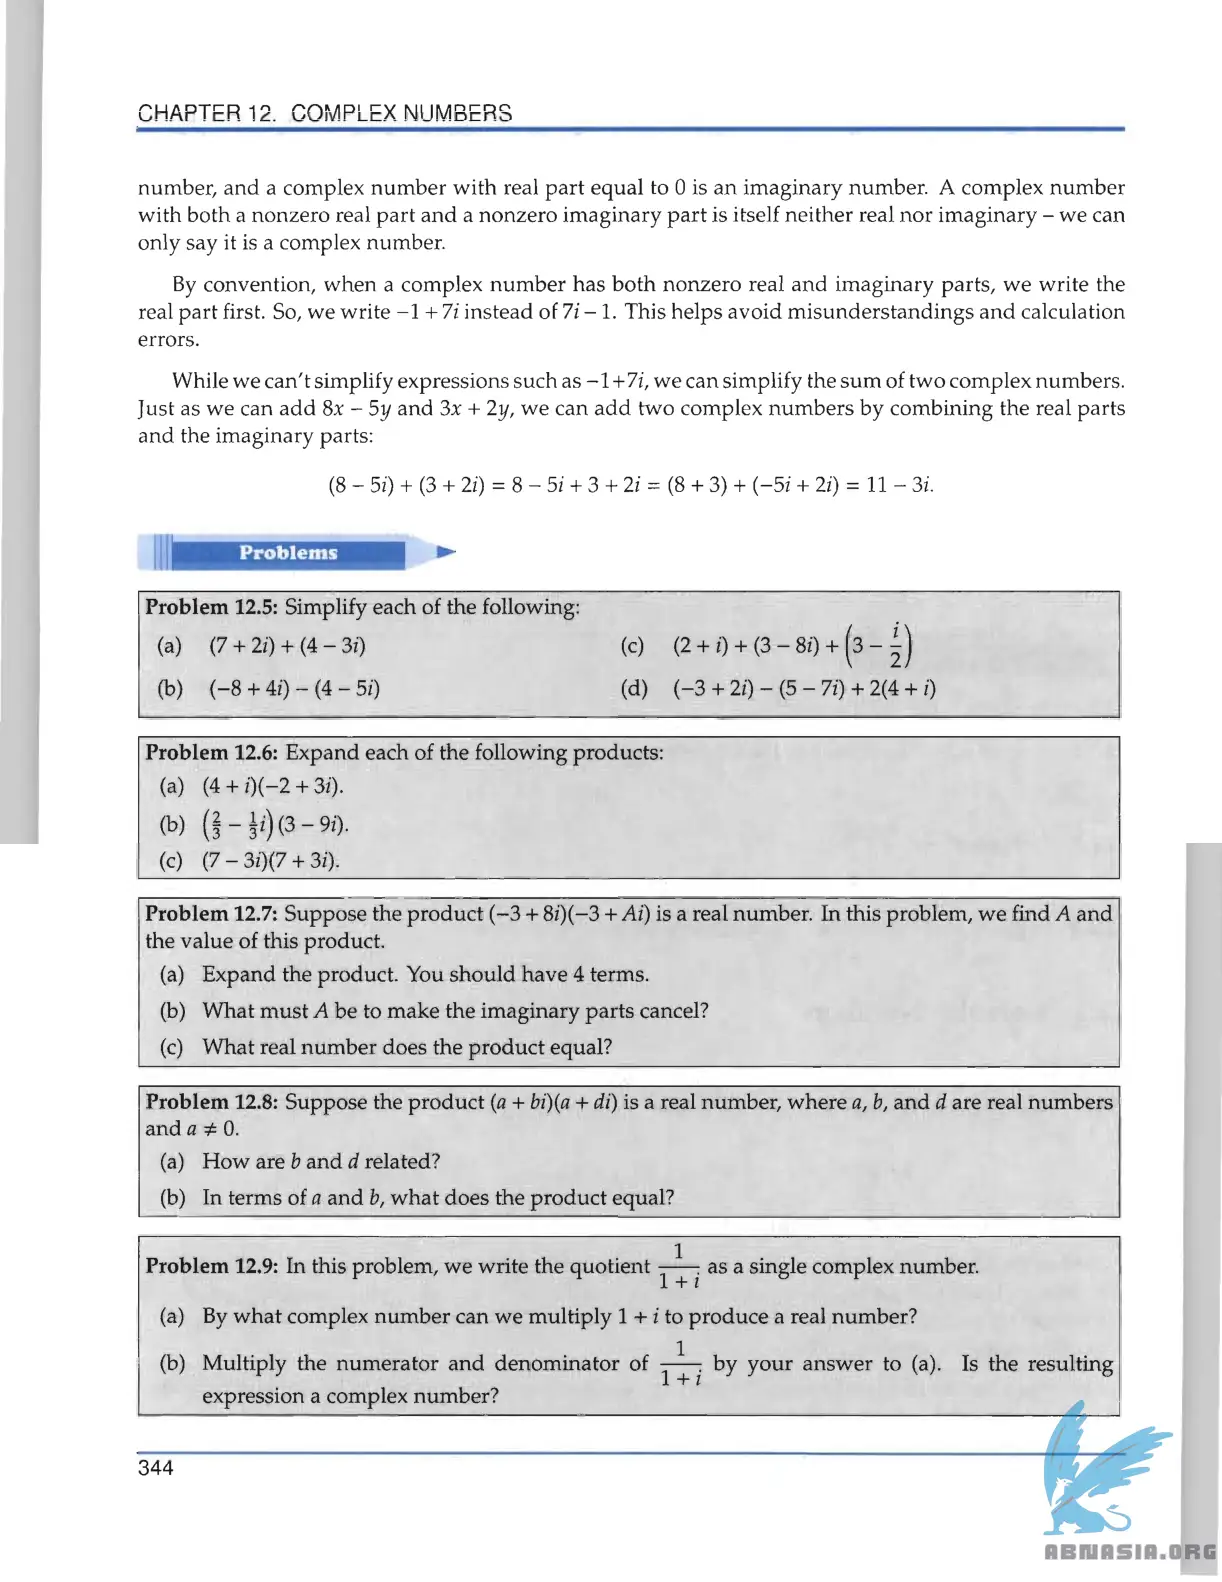 CHAPTER 12. COMPLEX NUMBERS
number, and a complex number with real part equal to 0 is an imaginary number. A complex number
with both a nonzero real part and a nonzero imaginary part is itself neither real nor imaginary – we can
only say it is a complex number.
By convention, when a complex number has both nonzero real and imaginary parts, we write the
real part first. So, we write −1 + 7i instead of 7i − 1. This helps avoid misunderstandings and calculation
errors.
While we can't simplify expressions such as −1+7i, we can simplify the sum of two complex numbers.
Just as we can add 8x − 5y and 3x + 2y, we can add two complex numbers by combining the real parts
and the imaginary parts:
(8 − 5i) + (3 + 2i) = 8 − 5i + 3 + 2i = (8 + 3) + (−5i + 2i) = 11 − 3i.
Problems
Problem 12.5: Simplify each of the following:
(a) (7 + 2i) + (4 − 3i)
(c) (2 + i) + (3 − 8i) + (3 − i/2)
(b) (−8 + 4i) − (4 − 5i)
(d) (−3 + 2i) − (5 − 7i) + 2(4 + i)
Problem 12.6: Expand each of the following products:
(a) (4 + i)(−2 + 3i).
(b) (2/3 − 1/3 i)(3 − 9i).
(c) (7 − 3i)(7 + 3i).
Problem 12.7: Suppose the product (−3 + 8i)(−3 + Ai) is a real number. In this problem, we find A and
the value of this product.
(a) Expand the product. You should have 4 terms.
(b) What must A be to make the imaginary parts cancel?
(c) What real number does the product equal?
Problem 12.8: Suppose the product (a + bi)(a + di) is a real number, where a, b, and d are real numbers
and a ≠ 0.
(a) How are b and d related?
(b) In terms of a and b, what does the product equal?
Problem 12.9: In this problem, we write the quotient 1/(1 + i) as a single complex number.
(a) By what complex number can we multiply 1 + i to produce a real number?
(b) Multiply the numerator and denominator of 1/(1 + i) by your answer to (a). Is the resulting
expression a complex number?
344
ABNASIA.ORG